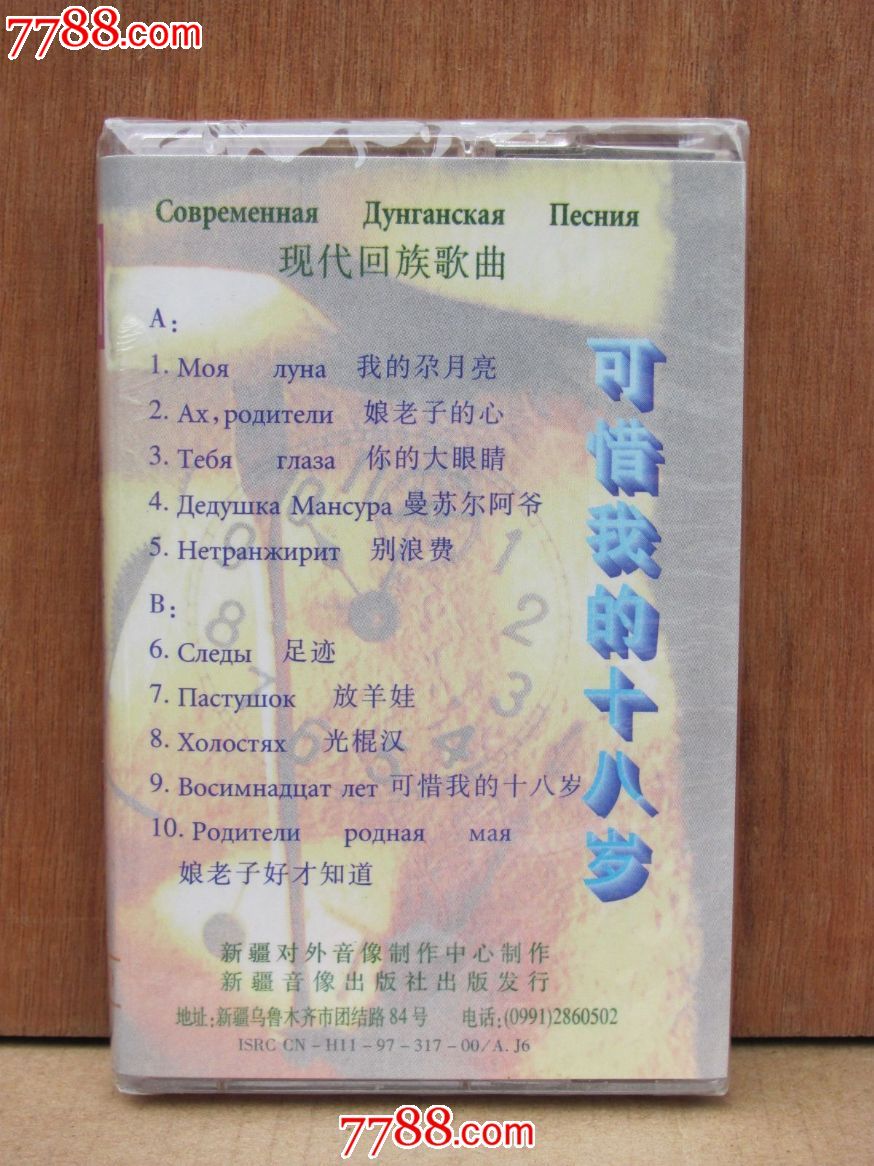 7788.com
7788.com
Современная Дунганская Песния
现代回族歌曲
A:
1. Моя луна 我的尕月亮
2. Ах, родители 娘老子的心
3. Тебя глаза 你的大眼睛
4. Дедушка Мансура 曼苏尔阿爷
5. Нетранжирит 别浪费
B:
6. Следы 足迹
7. Пастушок 放羊娃
8. Холостях 光棍汉
9. Восимнадцат лет 可惜我的十八岁
10. Родители родная мая
娘老子好才知道
可惜我的十八岁
新疆对外音像制作中心制作
新疆音像出版社出版发行
地址:新疆乌鲁木齐市团结路84号 电话:(0991)2860502
ISRC CN-H11-97-317-00/A.J6
7788.com